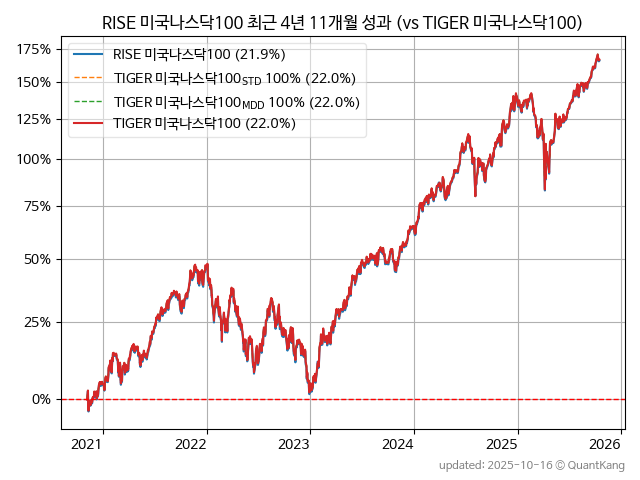 RISE 미국나스닥100 최근 4년 11개월 성과 (vs TIGER 미국나스닥100)
175%
150%
125%
100%
75%
50%
25%
0%
RISE 미국나스닥100 (21.9%)
TIGER 미국나스닥100STD 100% (22.0%)
TIGER 미국나스닥100MDD 100% (22.0%)
TIGER 미국나스닥100 (22.0%)
2021 2022 2023 2024 2025 2026
updated: 2025-10-16 © QuantKang